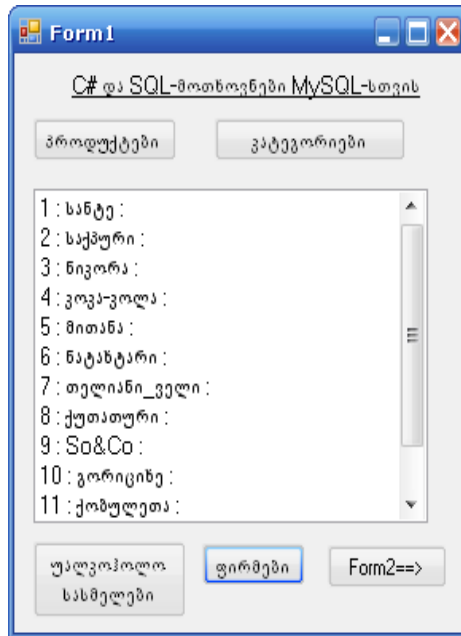 Form1
C# და SQL-მოთხოვნები MySQL-სთვის
პროდუქტები
კატეგორიები
1 : სანტე :
2 : საქპური :
3 : ნიკორა :
4 : კოკა-კოლა :
5 : მითანა :
6 : ნატახტარი :
7 : თელიანი_ველი :
8 : ქუთათური :
9 : So&Co :
10 : გორიციხე :
11 : ქობულეთა :
უალკოჰოლო
სასმელები
ფირმები
Form2==>